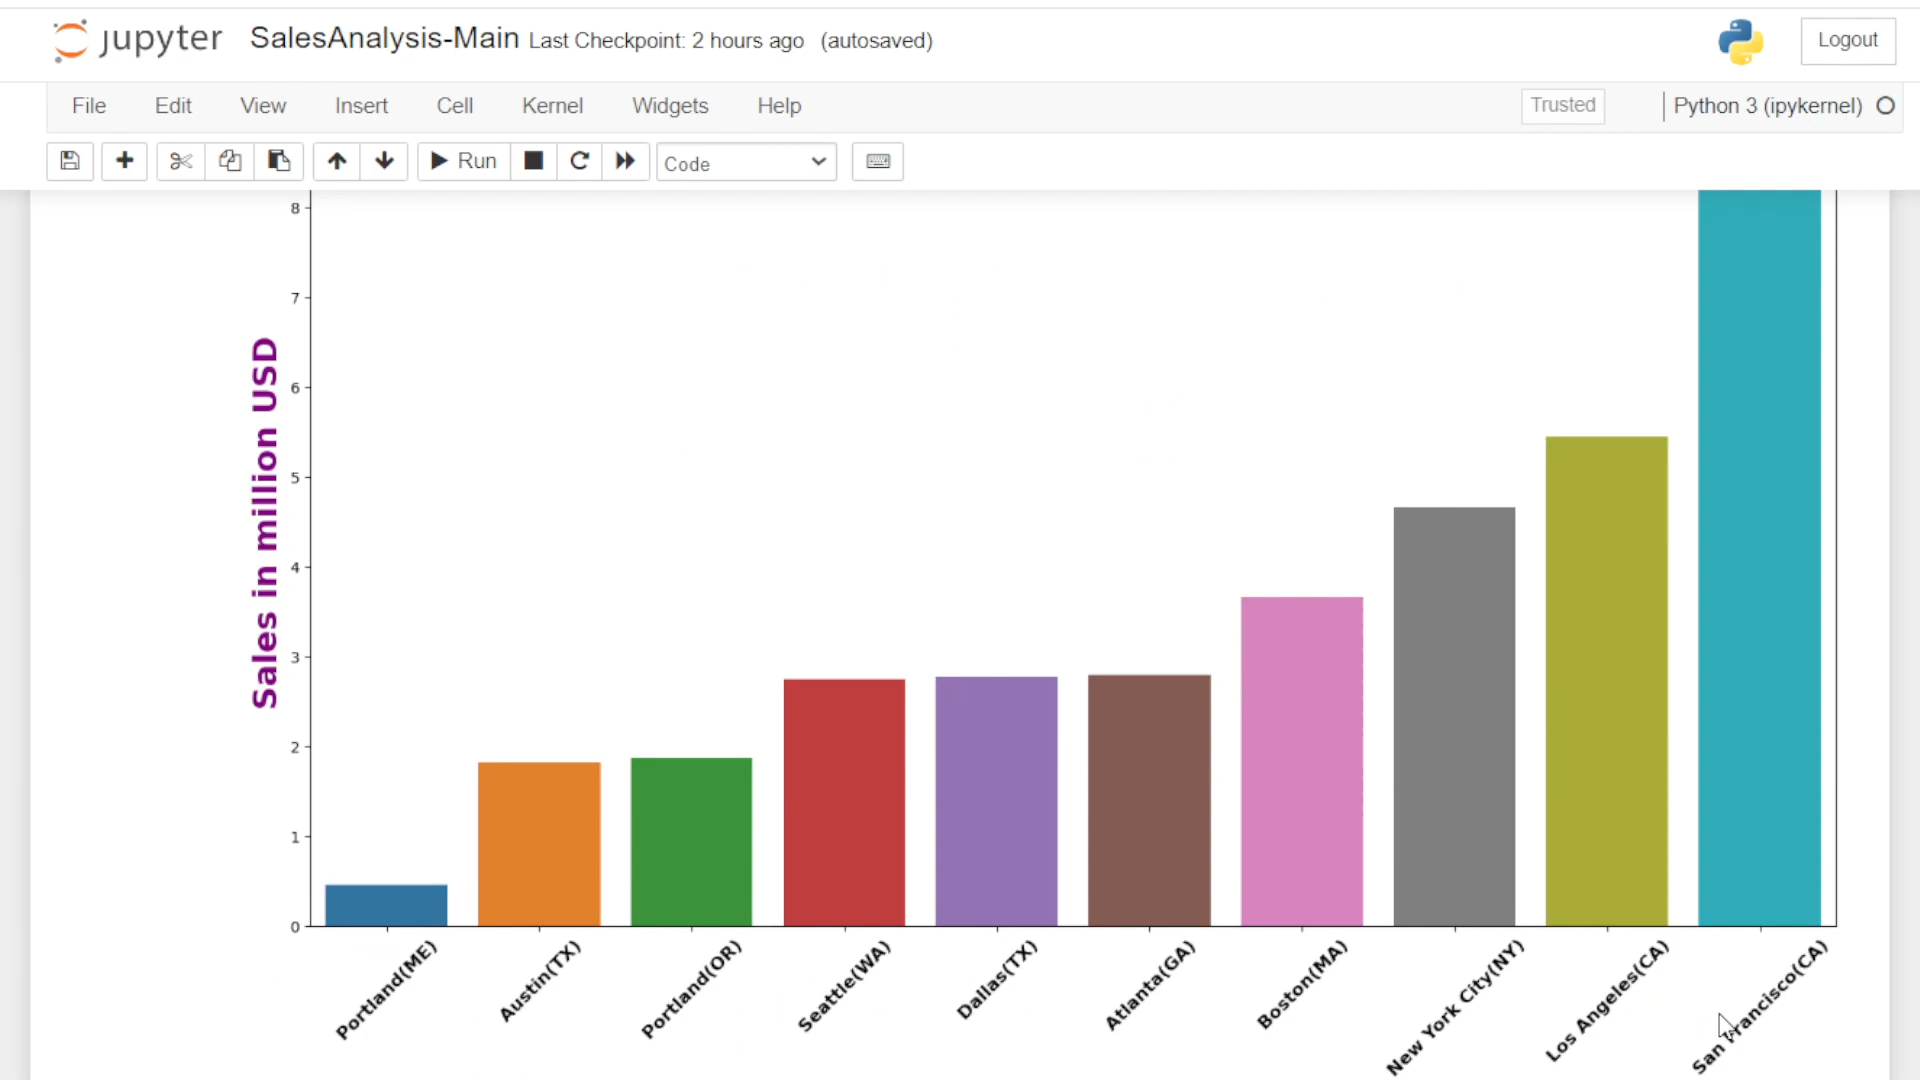 jupyter SalesAnalysis-Main Last Checkpoint: 2 hours ago (autosaved) Logout
File Edit View Insert Cell Kernel Widgets Help Trusted Python 3 (ipykernel)
Run Code
8
7
6
5
4
3
2
1
0
Sales in million USD
Portland(ME) Austin(TX) Portland(OR) Seattle(WA) Dallas(TX) Atlanta(GA) Boston(MA) New York City(NY) Los Angeles(CA) San Francisco(CA)